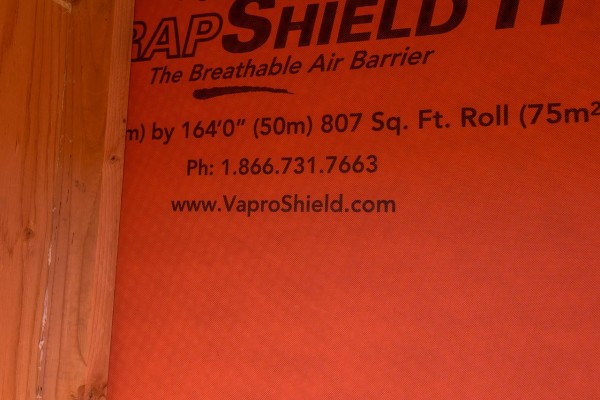 RAPSHIELD IT
The Breathable Air Barrier
m) by 164'0" (50m) 807 Sq. Ft. Roll (75m²
Ph: 1.866.731.7663
www.VaproShield.com